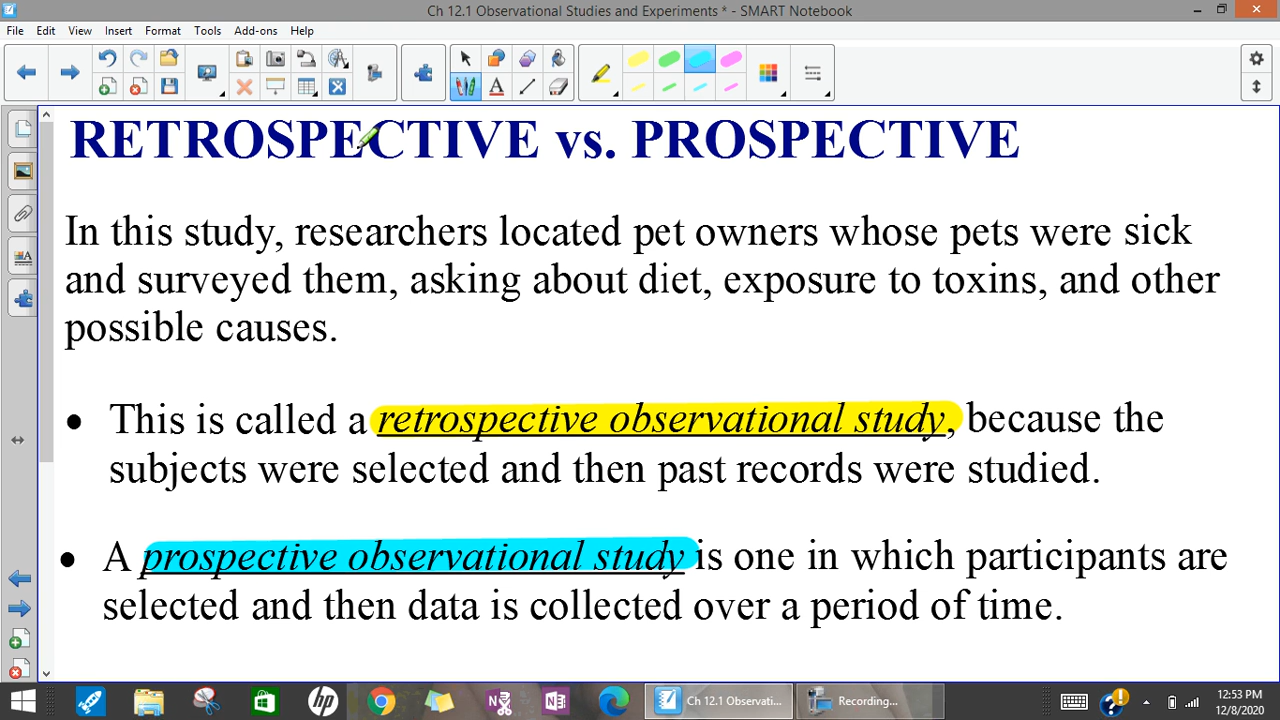 Ch 12.1 Observational Studies and Experiments * - SMART Notebook
File Edit View Insert Format Tools Add-ons Help
RETROSPECTIVE vs. PROSPECTIVE
In this study, researchers located pet owners whose pets were sick
and surveyed them, asking about diet, exposure to toxins, and other
possible causes.
• This is called a retrospective observational study, because the
subjects were selected and then past records were studied.
• A prospective observational study is one in which participants are
selected and then data is collected over a period of time.
Ch 12.1 Observati... Recording... 12:53 PM
12/8/2020